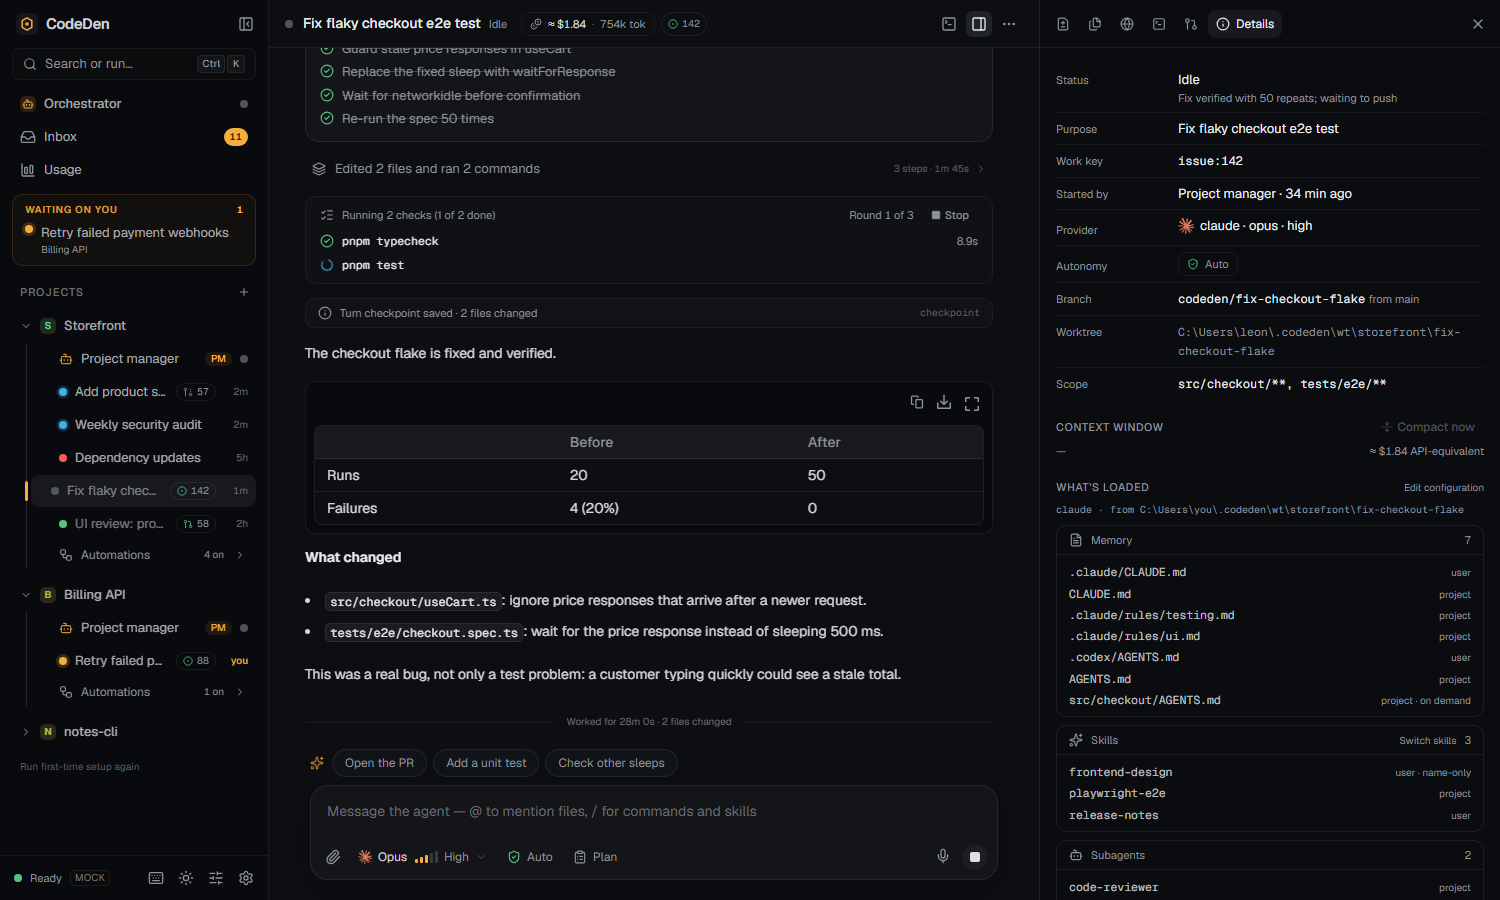 CodeDen
Search or run... Ctrl K
Orchestrator
Inbox 11
Usage
WAITING ON YOU 1
Retry failed payment webhooks
Billing API
PROJECTS
S Storefront
Project manager PM
Add product s... 57 2m
Weekly security audit 2m
Dependency updates 5h
Fix flaky chec... 142 1m
UI review: pro... 58 2h
Automations 4 on
B Billing API
Project manager PM
Retry failed p... 88 you
Automations 1 on
N notes-cli
Run first-time setup again
Ready MOCK
Fix flaky checkout e2e test Idle ≈ $1.84 · 754k tok 142
Guard stale price responses in useCart
Replace the fixed sleep with waitForResponse
Wait for networkidle before confirmation
Re-run the spec 50 times
Edited 2 files and ran 2 commands 3 steps · 1m 45s
Running 2 checks (1 of 2 done) Round 1 of 3 Stop
pnpm typecheck 8.9s
pnpm test
Turn checkpoint saved · 2 files changed checkpoint
The checkout flake is fixed and verified.
Before After
Runs 20 50
Failures 4 (20%) 0
What changed
• src/checkout/useCart.ts: ignore price responses that arrive after a newer request.
• tests/e2e/checkout.spec.ts: wait for the price response instead of sleeping 500 ms.
This was a real bug, not only a test problem: a customer typing quickly could see a stale total.
Worked for 28m 0s · 2 files changed
Open the PR Add a unit test Check other sleeps
Message the agent — @ to mention files, / for commands and skills
Opus High Auto Plan
Details
Status Idle
Fix verified with 50 repeats; waiting to push
Purpose Fix flaky checkout e2e test
Work key issue:142
Started by Project manager · 34 min ago
Provider claude · opus · high
Autonomy Auto
Branch codeden/fix-checkout-flake from main
Worktree C:\Users\leon\.codeden\wt\storefront\fix-
checkout-flake
Scope src/checkout/**, tests/e2e/**
CONTEXT WINDOW Compact now
— ≈ $1.84 API-equivalent
WHAT'S LOADED Edit configuration
claude · from C:\Users\you\.codeden\wt\storefront\fix-checkout-flake
Memory 7
.claude/CLAUDE.md user
CLAUDE.md project
.claude/rules/testing.md project
.claude/rules/ui.md project
.codex/AGENTS.md user
AGENTS.md project
src/checkout/AGENTS.md project · on demand
Skills Switch skills 3
frontend-design user · name-only
playwright-e2e project
release-notes user
Subagents 2
code-reviewer project